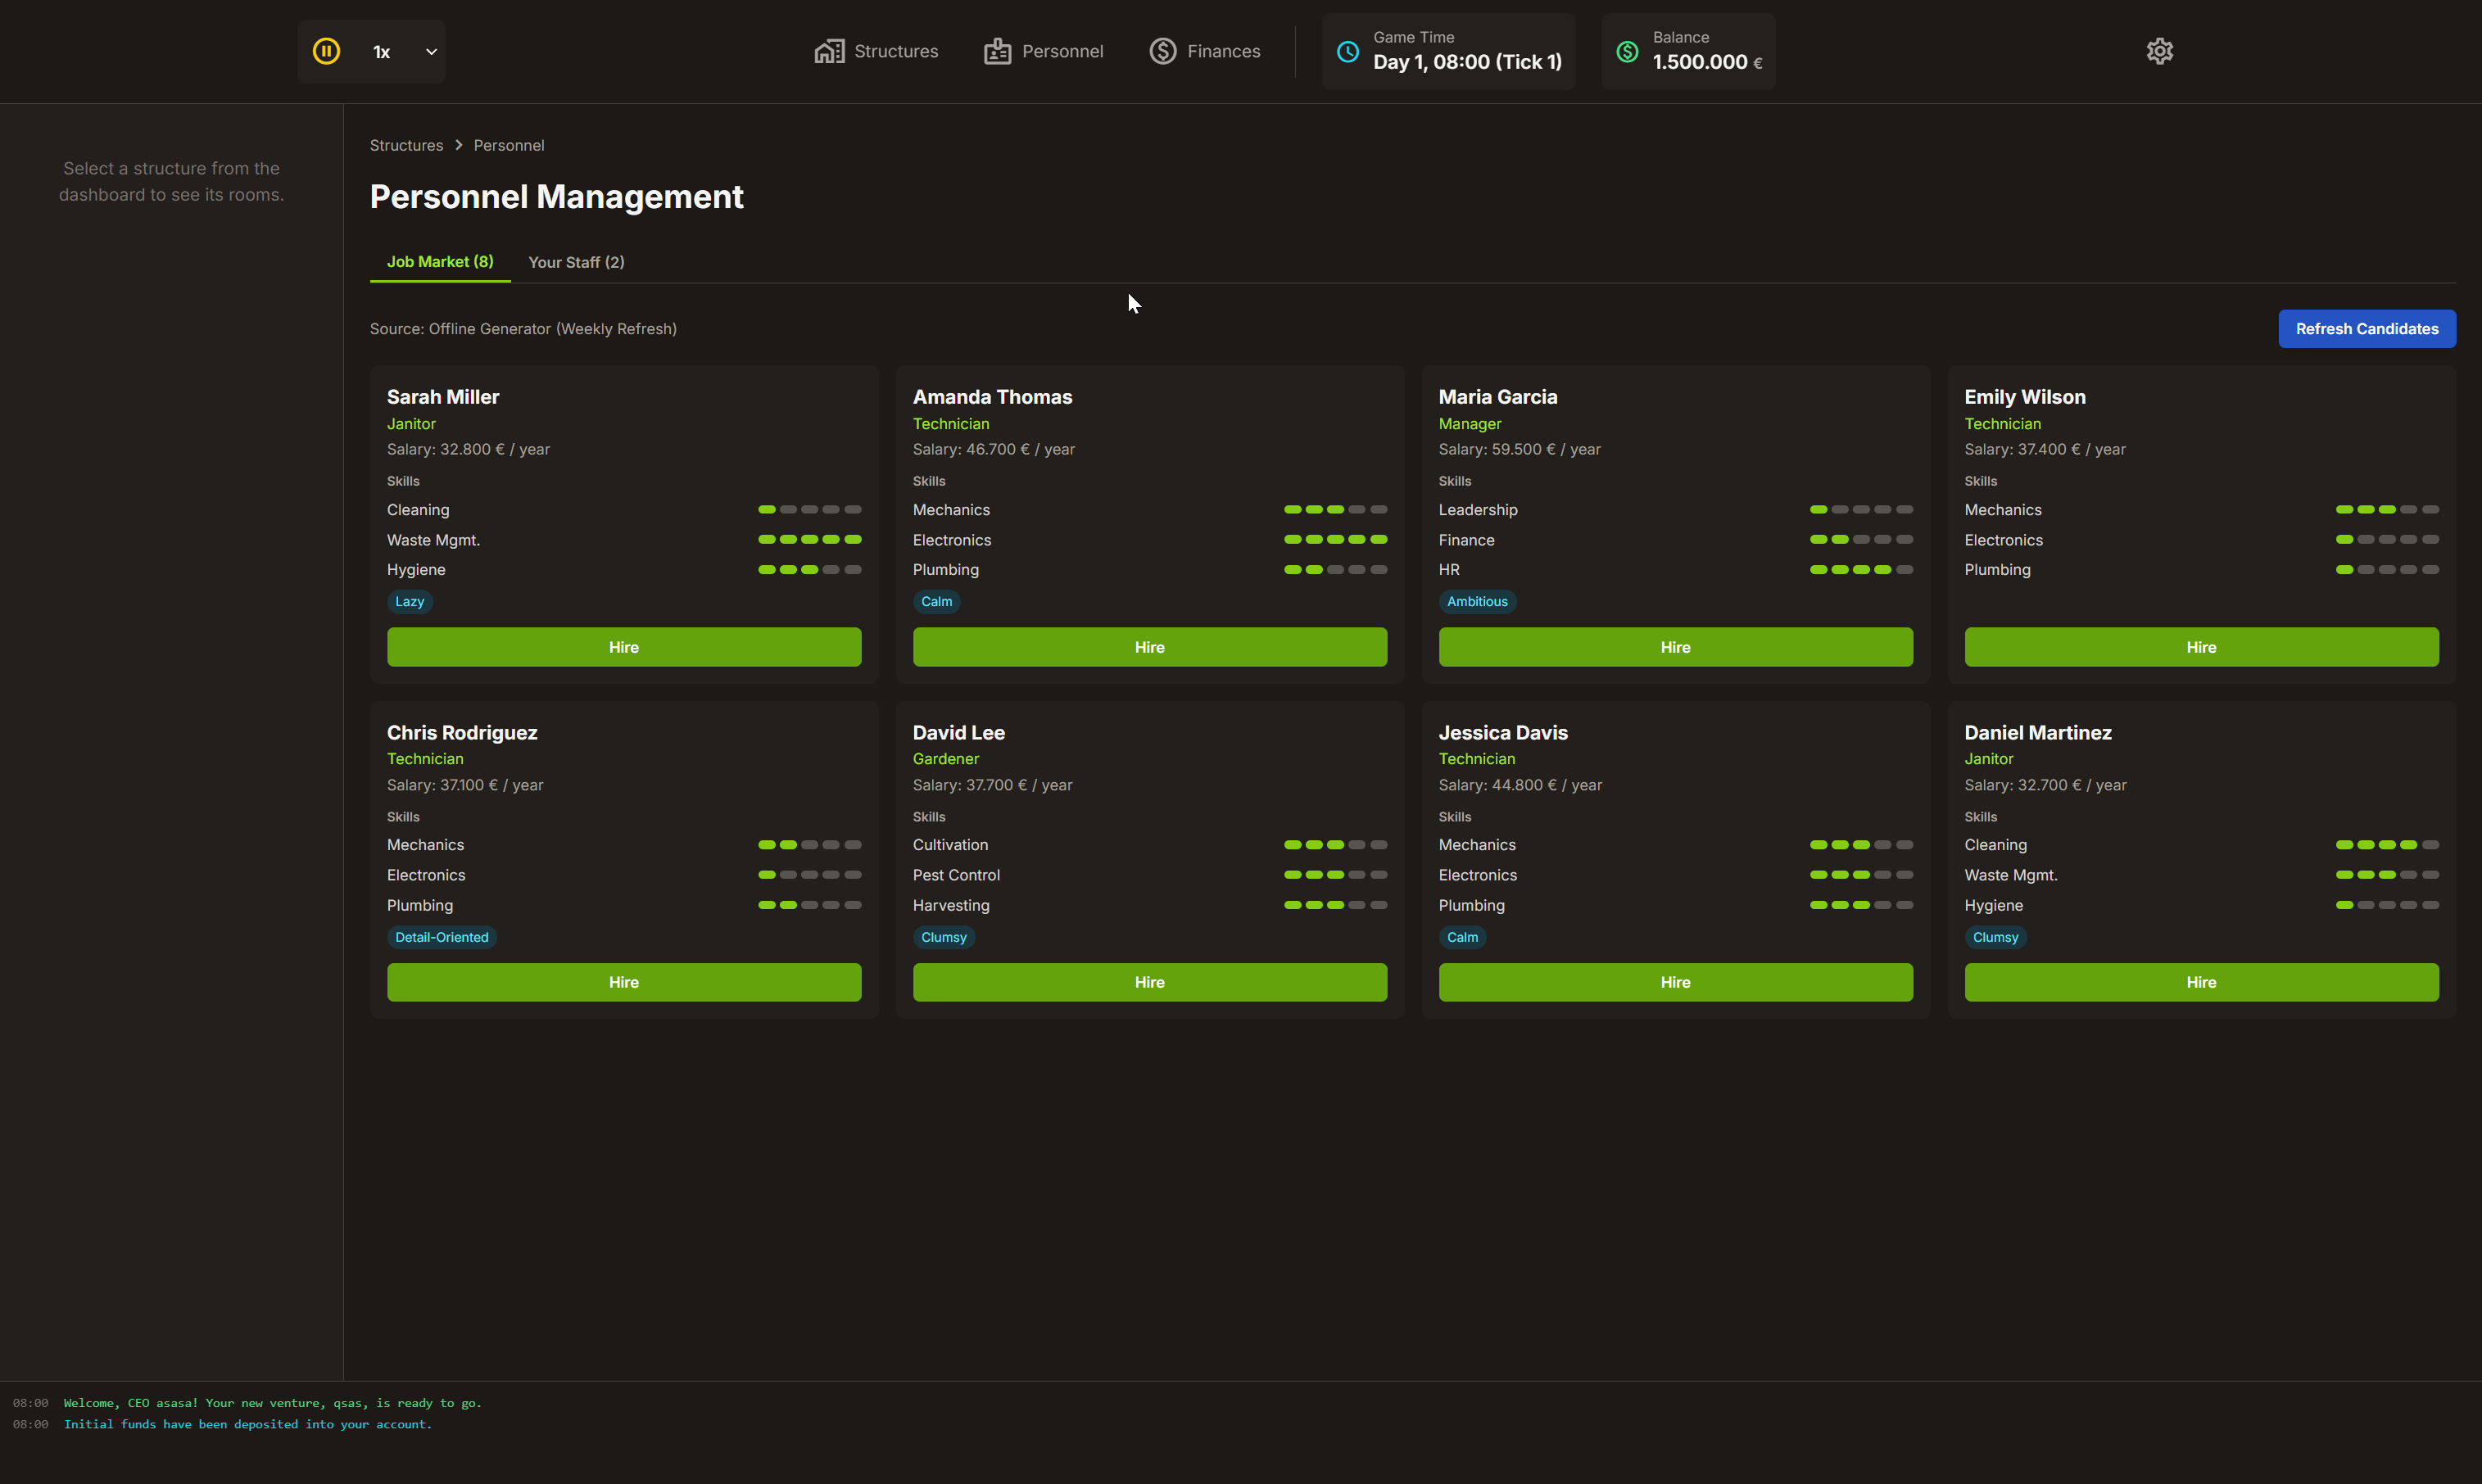 1x
Structures
Personnel
Finances
Game Time
Day 1, 08:00 (Tick 1)
Balance
1.500.000 €
Select a structure from the
dashboard to see its rooms.
Structures > Personnel
Personnel Management
Job Market (8)
Your Staff (2)
Source: Offline Generator (Weekly Refresh)
Refresh Candidates
Sarah Miller
Janitor
Salary: 32.800 € / year
Skills
Cleaning
Waste Mgmt.
Hygiene
Lazy
Hire
Amanda Thomas
Technician
Salary: 46.700 € / year
Skills
Mechanics
Electronics
Plumbing
Calm
Hire
Maria Garcia
Manager
Salary: 59.500 € / year
Skills
Leadership
Finance
HR
Ambitious
Hire
Emily Wilson
Technician
Salary: 37.400 € / year
Skills
Mechanics
Electronics
Plumbing
Hire
Chris Rodriguez
Technician
Salary: 37.100 € / year
Skills
Mechanics
Electronics
Plumbing
Detail-Oriented
Hire
David Lee
Gardener
Salary: 37.700 € / year
Skills
Cultivation
Pest Control
Harvesting
Clumsy
Hire
Jessica Davis
Technician
Salary: 44.800 € / year
Skills
Mechanics
Electronics
Plumbing
Calm
Hire
Daniel Martinez
Janitor
Salary: 32.700 € / year
Skills
Cleaning
Waste Mgmt.
Hygiene
Clumsy
Hire
08:00 Welcome, CEO asasa! Your new venture, qsas, is ready to go.
08:00 Initial funds have been deposited into your account.